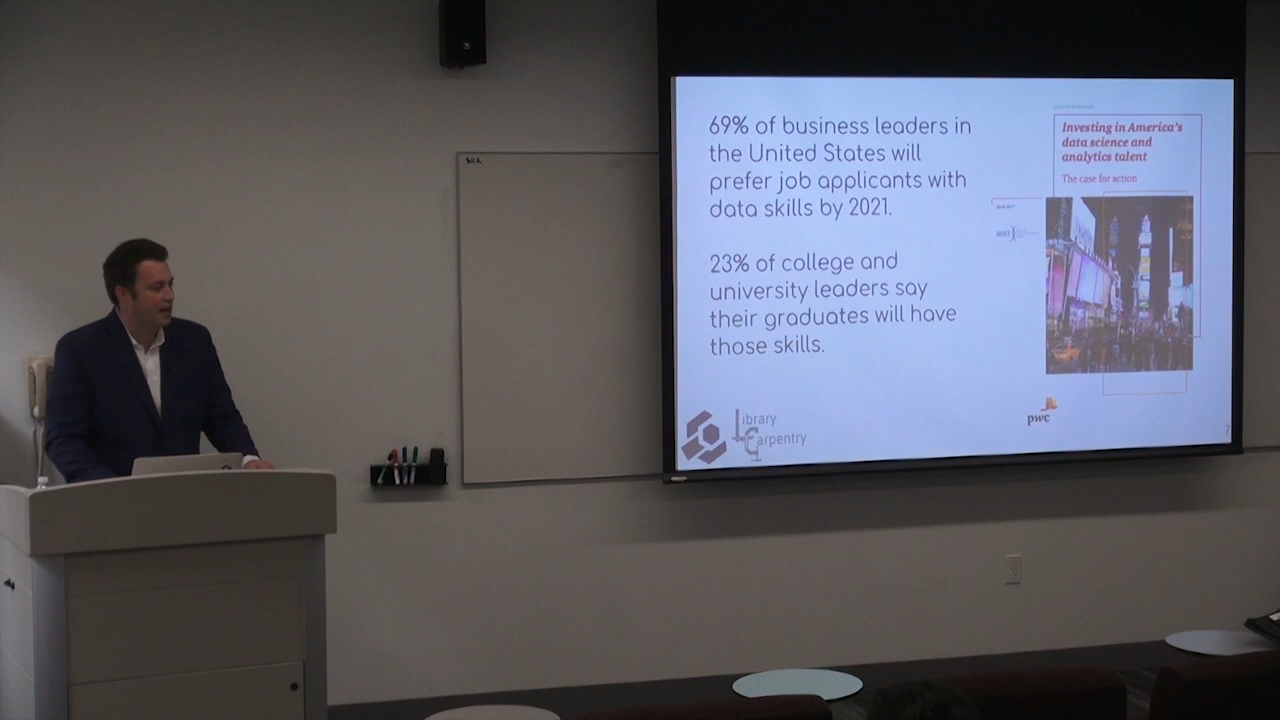 69% of business leaders in
the United States will
prefer job applicants with
data skills by 2021.
23% of college and
university leaders say
their graduates will have
those skills.
Investing in America's
data science and
analytics talent
The case for action
pwc
Library
Carpentry
7